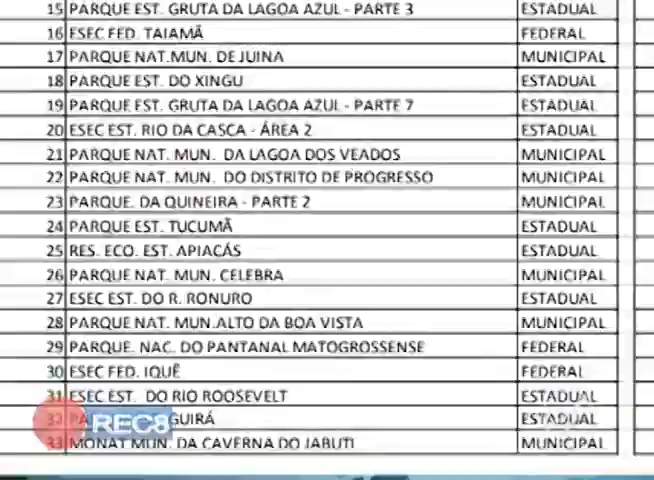 15 PARQUE EST. GRUTA DA LAGOA AZUL - PARTE 3 ESTADUAL
16 ESEC FED. TAIAMÃ FEDERAL
17 PARQUE NAT.MUN. DE JUINA MUNICIPAL
18 PARQUE EST. DO XINGU ESTADUAL
19 PARQUE EST. GRUTA DA LAGOA AZUL - PARTE 7 ESTADUAL
20 ESEC EST. RIO DA CASCA - ÁREA 2 ESTADUAL
21 PARQUE NAT. MUN. DA LAGOA DOS VEADOS MUNICIPAL
22 PARQUE NAT. MUN. DO DISTRITO DE PROGRESSO MUNICIPAL
23 PARQUE. DA QUINEIRA - PARTE 2 MUNICIPAL
24 PARQUE EST. TUCUMÃ ESTADUAL
25 RES. ECO. EST. APIACÁS ESTADUAL
26 PARQUE NAT. MUN. CELEBRA MUNICIPAL
27 ESEC EST. DO R. RONURO ESTADUAL
28 PARQUE NAT. MUN.ALTO DA BOA VISTA MUNICIPAL
29 PARQUE. NAC. DO PANTANAL MATOGROSSENSE FEDERAL
30 ESEC FED. IQUÊ FEDERAL
31 ESEC EST. DO RIO ROOSEVELT ESTADUAL
32 PA GUIRÁ ESTADUAL
REC8
33 MONAT MUN. DA CAVERNA DO JABUTI MUNICIPAL